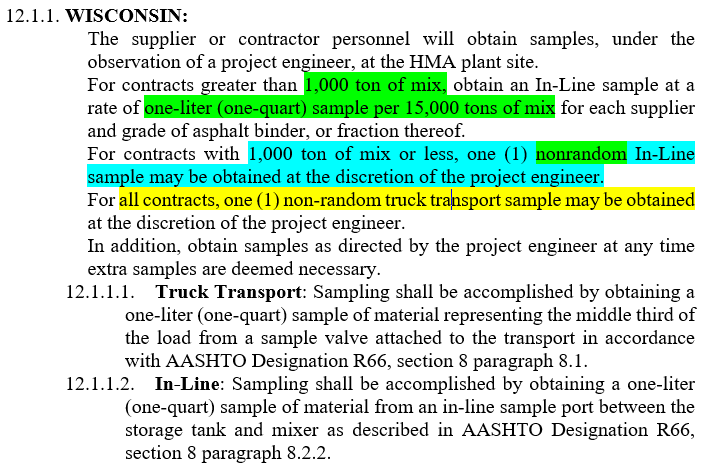 12.1.1. WISCONSIN:
The supplier or contractor personnel will obtain samples, under the
observation of a project engineer, at the HMA plant site.
For contracts greater than 1,000 ton of mix, obtain an In-Line sample at a
rate of one-liter (one-quart) sample per 15,000 tons of mix for each supplier
and grade of asphalt binder, or fraction thereof.
For contracts with 1,000 ton of mix or less, one (1) nonrandom In-Line
sample may be obtained at the discretion of the project engineer.
For all contracts, one (1) non-random truck transport sample may be obtained
at the discretion of the project engineer.
In addition, obtain samples as directed by the project engineer at any time
extra samples are deemed necessary.
12.1.1.1. Truck Transport: Sampling shall be accomplished by obtaining a
one-liter (one-quart) sample of material representing the middle third of
the load from a sample valve attached to the transport in accordance
with AASHTO Designation R66, section 8 paragraph 8.1.
12.1.1.2. In-Line: Sampling shall be accomplished by obtaining a one-liter
(one-quart) sample of material from an in-line sample port between the
storage tank and mixer as described in AASHTO Designation R66,
section 8 paragraph 8.2.2.